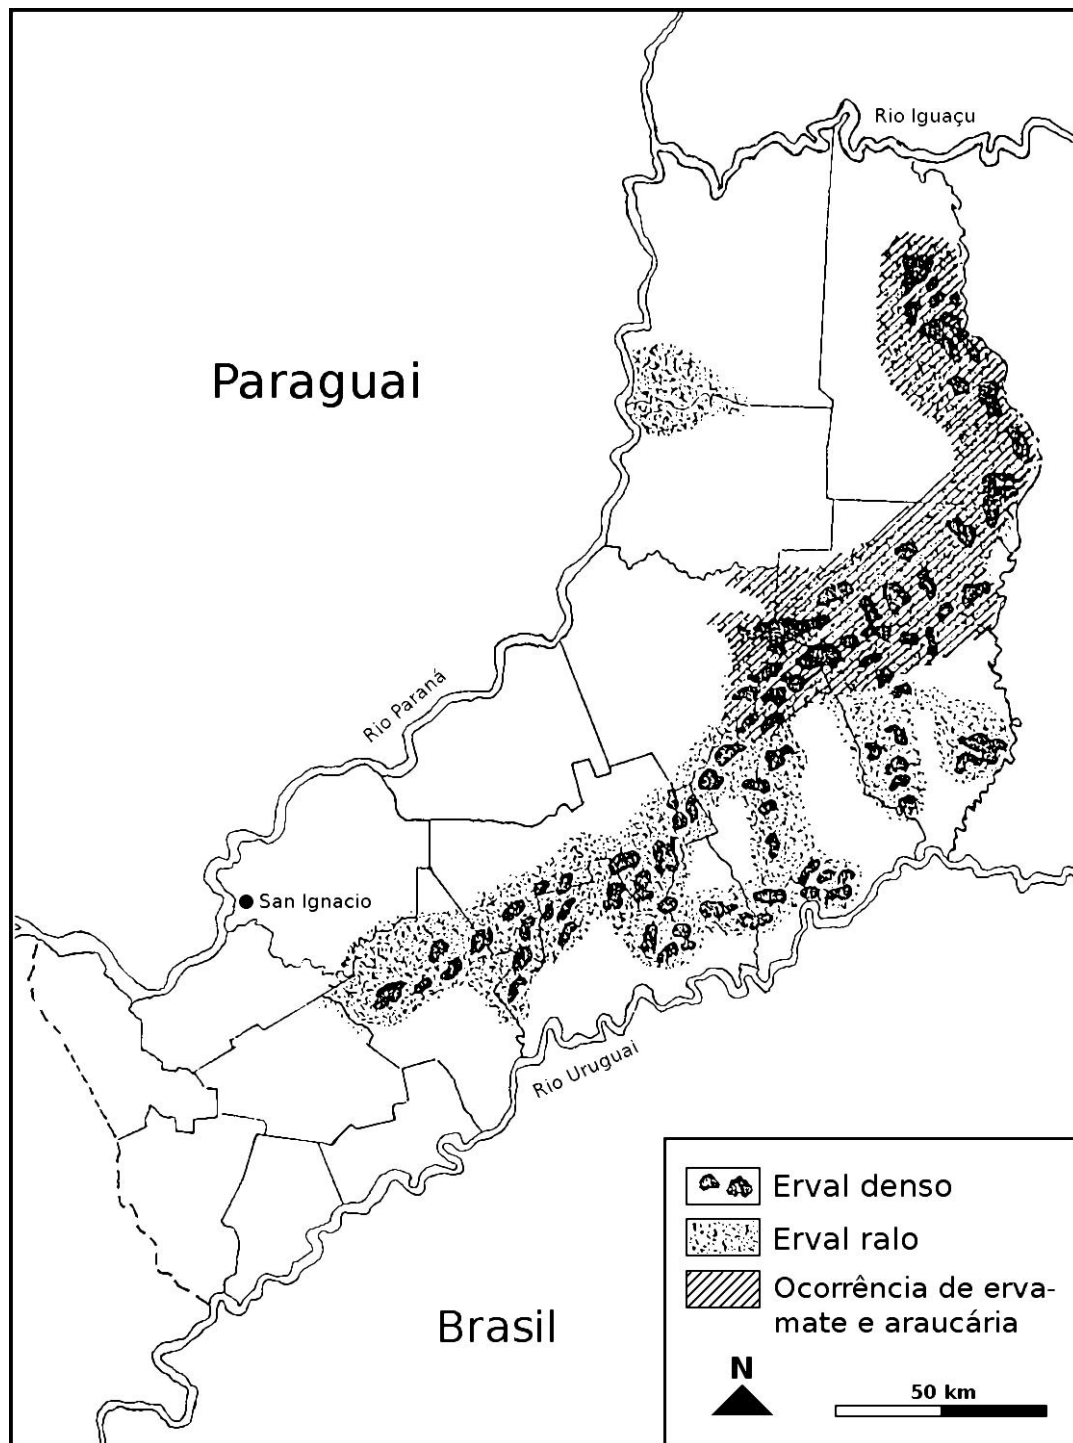 Rio Iguaçu
Paraguai
Rio Paraná
San Ignacio
Rio Uruguai
Brasil
Erval denso
Erval ralo
Ocorrência de erva-
mate e araucária
N
50 km